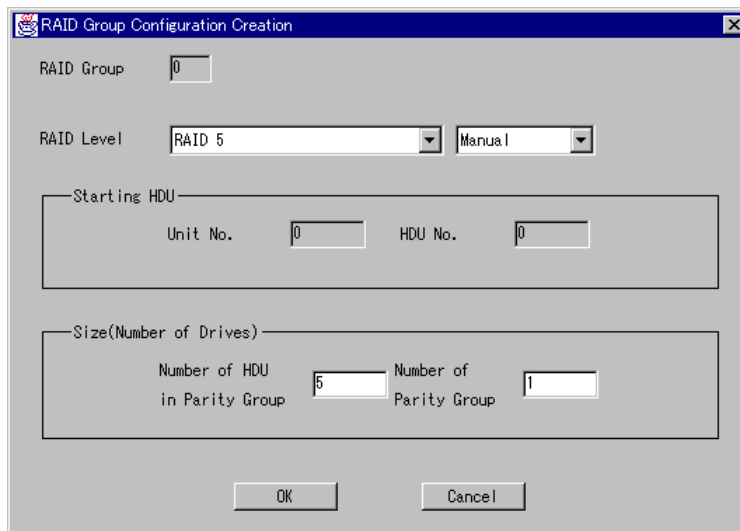 RAID Group Configuration Creation
RAID Group 0
RAID Level RAID 5 Manual
Starting HDU
Unit No. 0 HDU No. 0
Size(Number of Drives)
Number of HDU in Parity Group 5 Number of Parity Group 1
OK Cancel